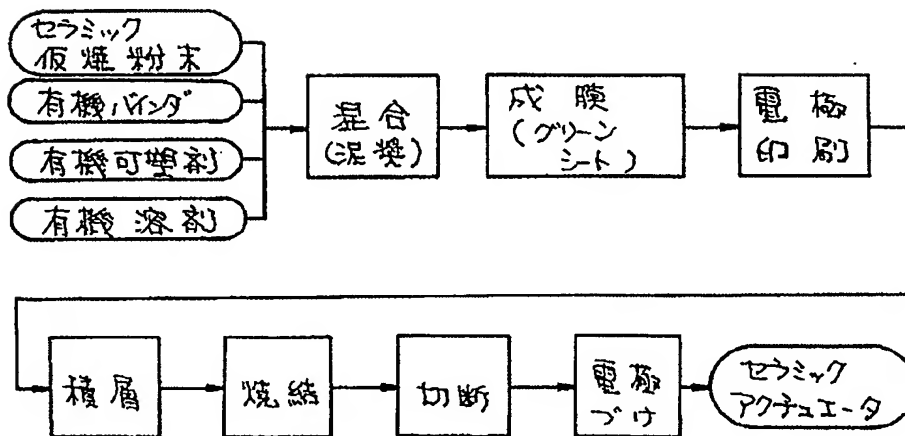 セラミック
仮焼粉末
有機バインダ
有機可塑剤
有機溶剤
混合
(泥奨)
成膜
(グリーン
シート)
電極
印刷
積層
焼結
切断
電極
づけ
セラミック
アクチュエータ